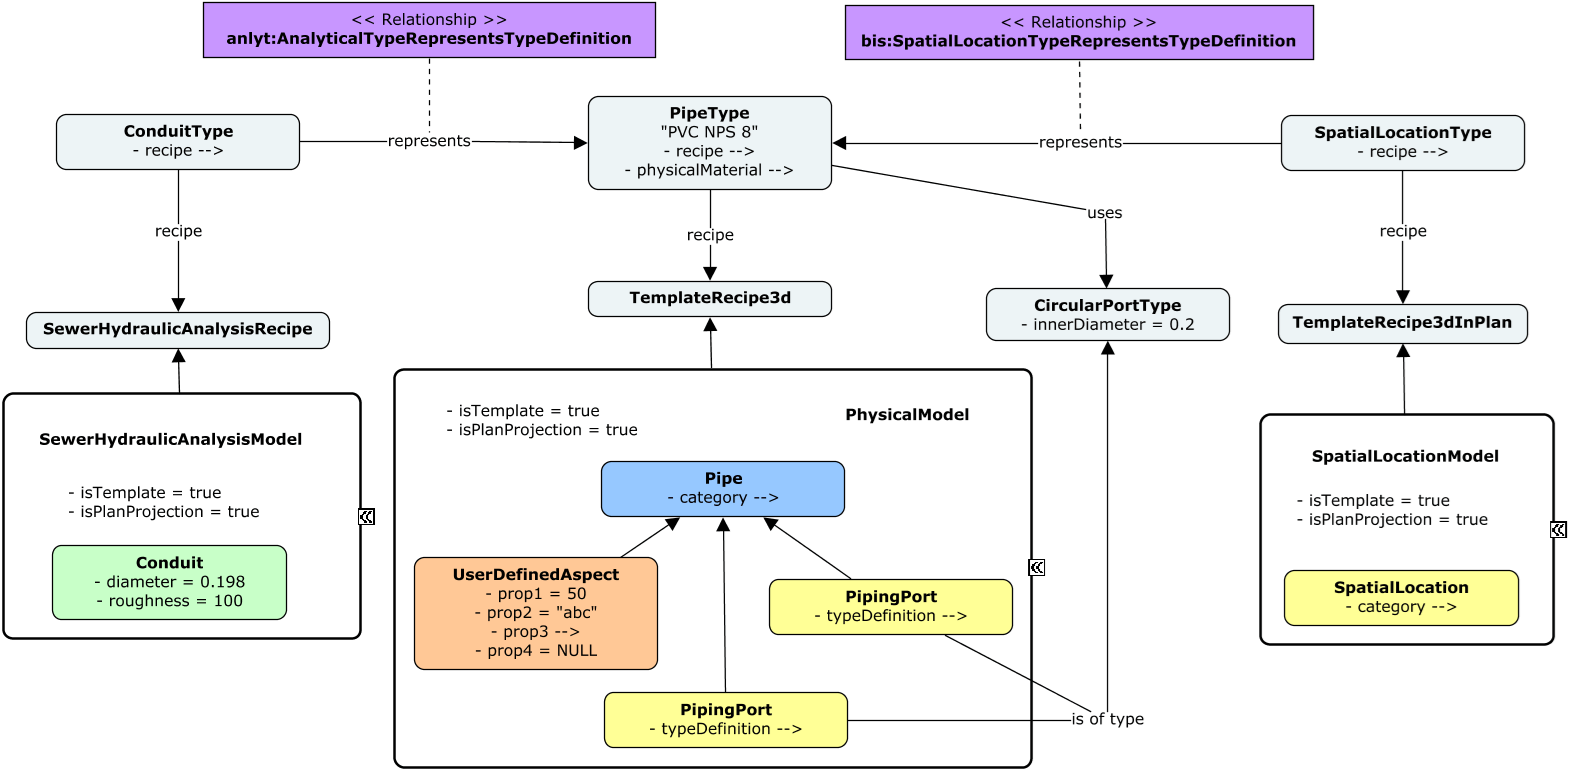 << Relationship >>
anlyt:AnalyticalTypeRepresentsTypeDefinition
<< Relationship >>
bis:SpatialLocationTypeRepresentsTypeDefinition
ConduitType
- recipe -->
represents
PipeType
"PVC NPS 8"
- recipe -->
- physicalMaterial -->
represents
SpatialLocationType
- recipe -->
recipe
recipe
uses
recipe
SewerHydraulicAnalysisRecipe
TemplateRecipe3d
CircularPortType
- innerDiameter = 0.2
TemplateRecipe3dInPlan
SewerHydraulicAnalysisModel
- isTemplate = true
- isPlanProjection = true
Conduit
- diameter = 0.198
- roughness = 100
- isTemplate = true
- isPlanProjection = true
PhysicalModel
Pipe
- category -->
UserDefinedAspect
- prop1 = 50
- prop2 = "abc"
- prop3 -->
- prop4 = NULL
PipingPort
- typeDefinition -->
PipingPort
- typeDefinition -->
is of type
SpatialLocationModel
- isTemplate = true
- isPlanProjection = true
SpatialLocation
- category -->